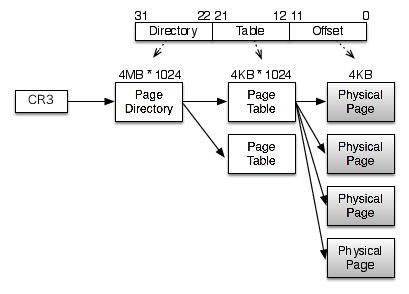 31 22 21 12 11 0
Directory Table Offset
4MB * 1024 4KB * 1024 4KB
CR3
Page
Directory
Page
Table
Physical
Page
Page
Table
Physical
Page
Physical
Page
Physical
Page